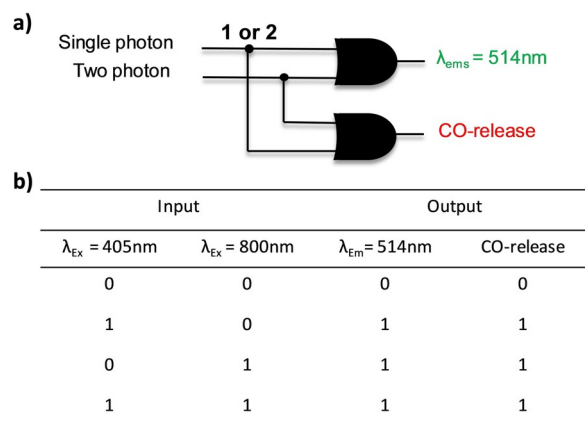 a)
1 or 2
Single photon
Two photon
λems = 514nm
CO-release
b)
Input Output
λEx = 405nm λEx = 800nm λEm = 514nm CO-release
0 0 0 0
1 0 1 1
0 1 1 1
1 1 1 1